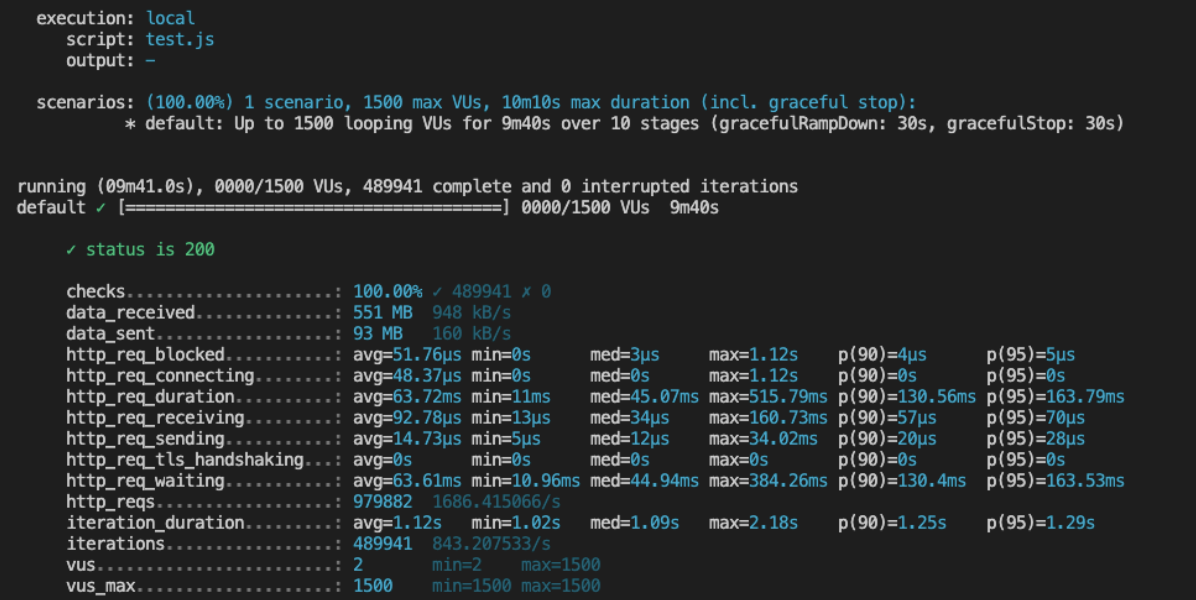 execution: local
script: test.js
output: -
scenarios: (100.00%) 1 scenario, 1500 max VUs, 10m10s max duration (incl. graceful stop):
* default: Up to 1500 looping VUs for 9m40s over 10 stages (gracefulRampDown: 30s, gracefulStop: 30s)
running (09m41.0s), 0000/1500 VUs, 489941 complete and 0 interrupted iterations
default ✓ [======================================] 0000/1500 VUs  9m40s
✓ status is 200
checks.....................: 100.00% ✓ 489941 ✗ 0
data_received..............: 551 MB  948 kB/s
data_sent..................: 93 MB   160 kB/s
http_req_blocked...........: avg=51.76µs min=0s      med=3µs     max=1.12s    p(90)=4µs      p(95)=5µs
http_req_connecting........: avg=48.37µs min=0s      med=0s      max=1.12s    p(90)=0s       p(95)=0s
http_req_duration..........: avg=63.72ms min=11ms    med=45.07ms max=515.79ms p(90)=130.56ms p(95)=163.79ms
http_req_receiving.........: avg=92.78µs min=13µs    med=34µs    max=160.73ms p(90)=57µs     p(95)=70µs
http_req_sending...........: avg=14.73µs min=5µs     med=12µs    max=34.02ms  p(90)=20µs     p(95)=28µs
http_req_tls_handshaking...: avg=0s      min=0s      med=0s      max=0s       p(90)=0s       p(95)=0s
http_req_waiting...........: avg=63.61ms min=10.96ms med=44.94ms max=384.26ms p(90)=130.4ms  p(95)=163.53ms
http_reqs..................: 979882  1686.415066/s
iteration_duration.........: avg=1.12s   min=1.02s   med=1.09s   max=2.18s    p(90)=1.25s    p(95)=1.29s
iterations.................: 489941  843.207533/s
vus........................: 2       min=2    max=1500
vus_max....................: 1500    min=1500 max=1500